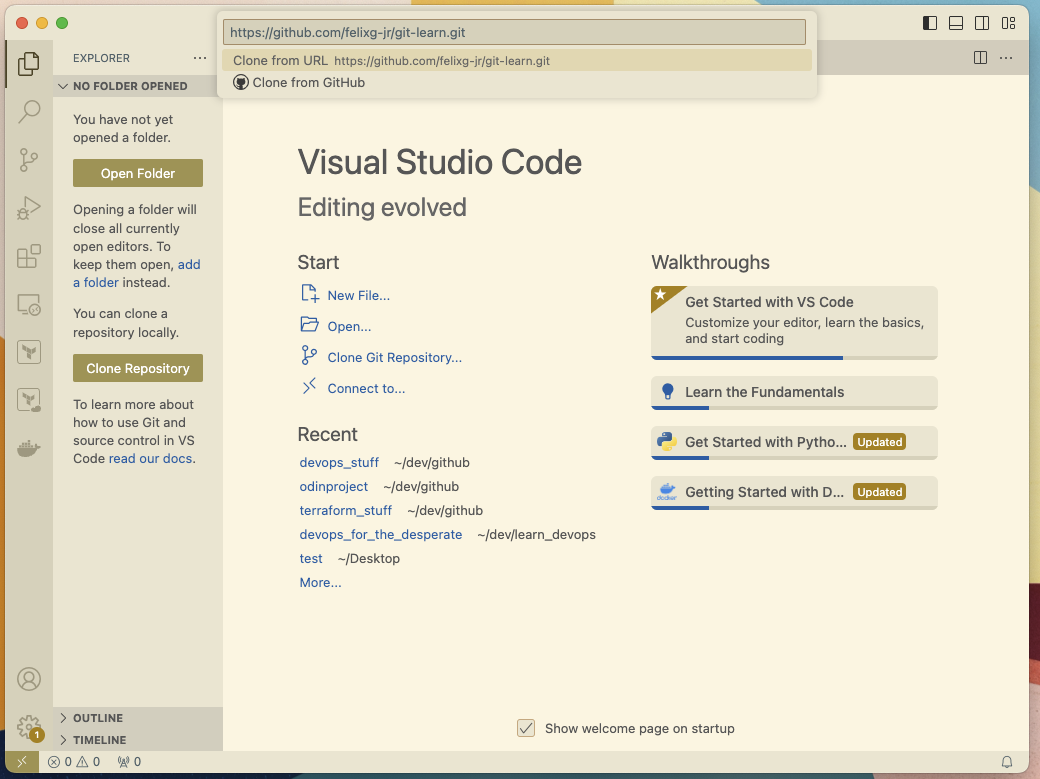 https://github.com/felixg-jr/git-learn.git
Clone from URL https://github.com/felixg-jr/git-learn.git
Clone from GitHub
EXPLORER
NO FOLDER OPENED
You have not yet
opened a folder.
Open Folder
Opening a folder will
close all currently
open editors. To
keep them open, add
a folder instead.
You can clone a
repository locally.
Clone Repository
To learn more about
how to use Git and
source control in VS
Code read our docs.
OUTLINE
TIMELINE
1
0 0 0
Visual Studio Code
Editing evolved
Start
New File...
Open...
Clone Git Repository...
Connect to...
Recent
devops_stuff ~/dev/github
odinproject ~/dev/github
terraform_stuff ~/dev/github
devops_for_the_desperate ~/dev/learn_devops
test ~/Desktop
More...
Walkthroughs
Get Started with VS Code
Customize your editor, learn the basics,
and start coding
Learn the Fundamentals
Get Started with Pytho... Updated
docker
Getting Started with D... Updated
Show welcome page on startup